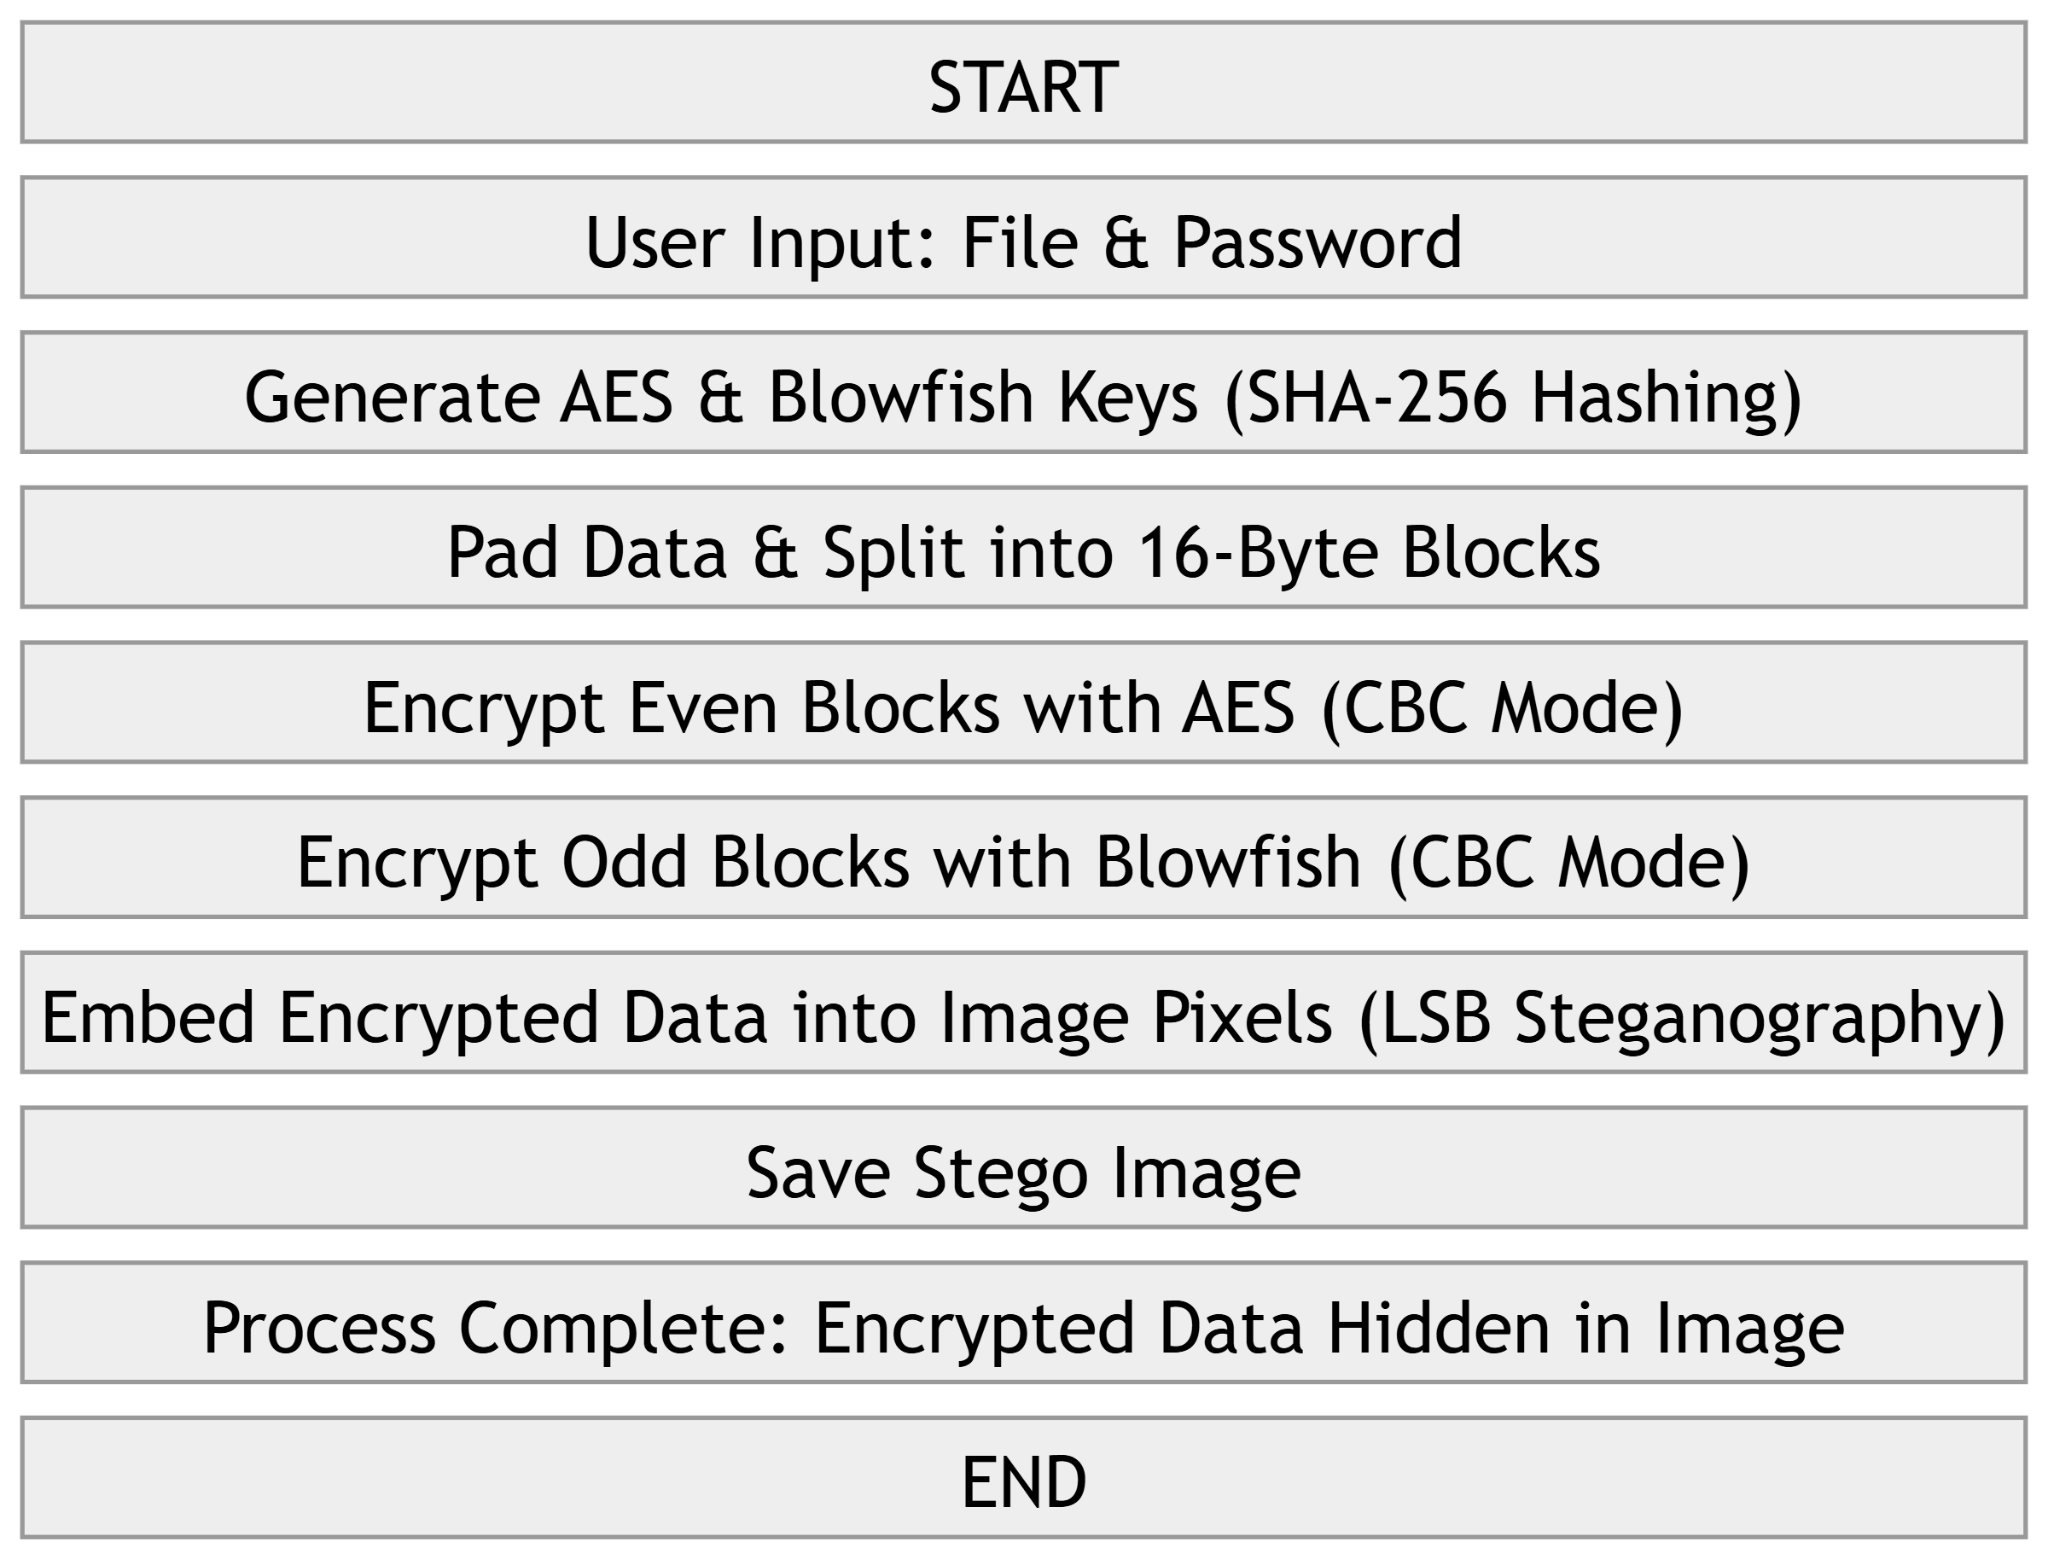 START
User Input: File & Password
Generate AES & Blowfish Keys (SHA-256 Hashing)
Pad Data & Split into 16-Byte Blocks
Encrypt Even Blocks with AES (CBC Mode)
Encrypt Odd Blocks with Blowfish (CBC Mode)
Embed Encrypted Data into Image Pixels (LSB Steganography)
Save Stego Image
Process Complete: Encrypted Data Hidden in Image
END